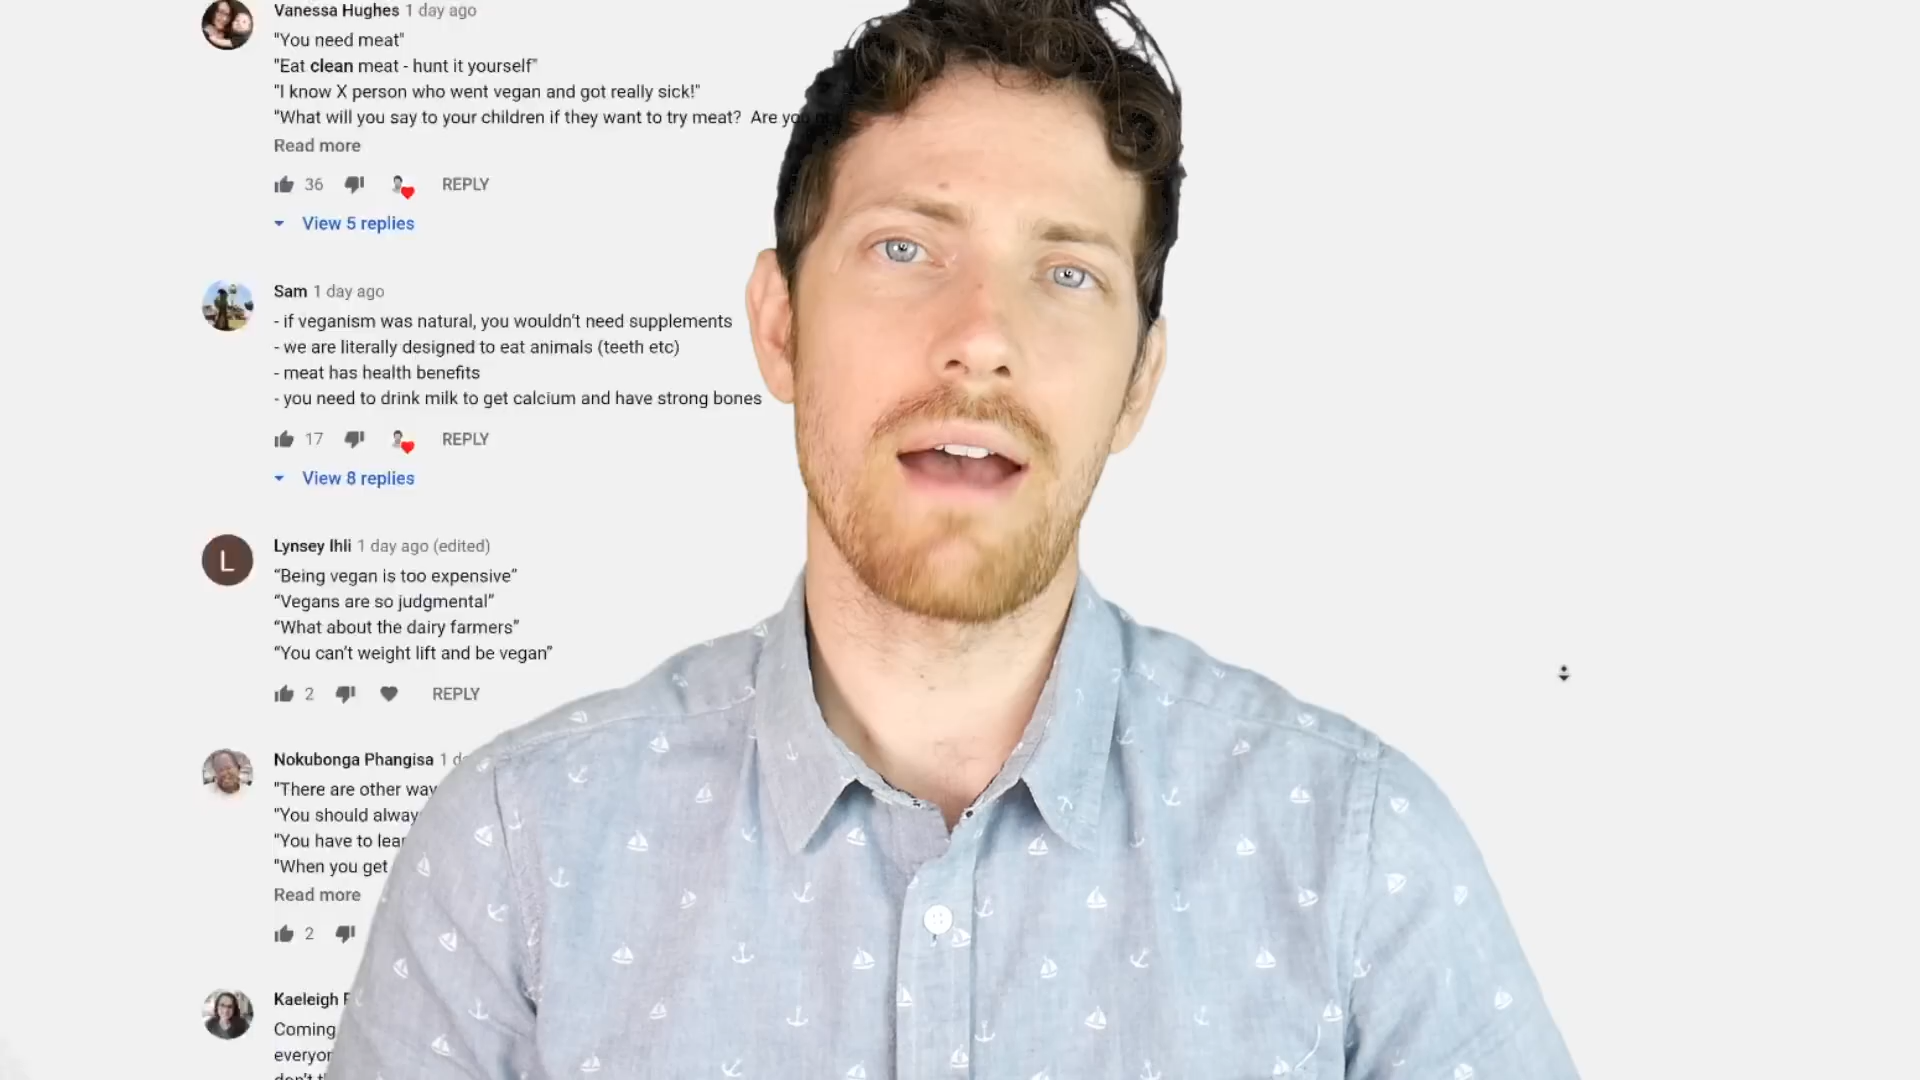 Vanessa Hughes 1 day ago
"You need meat"
"Eat clean meat - hunt it yourself"
"I know X person who went vegan and got really sick!"
"What will you say to your children if they want to try meat? Are you
Read more
36 REPLY
View 5 replies
Sam 1 day ago
- if veganism was natural, you wouldn't need supplements
- we are literally designed to eat animals (teeth etc)
- meat has health benefits
- you need to drink milk to get calcium and have strong bones
17 REPLY
View 8 replies
L
Lynsey Ihli 1 day ago (edited)
“Being vegan is too expensive”
“Vegans are so judgmental”
“What about the dairy farmers”
“You can’t weight lift and be vegan”
2 REPLY
Nokubonga Phangisa 1
"There are other
"You should
"You have to
"When you get
Read more
2
Kaeleigh
Coming